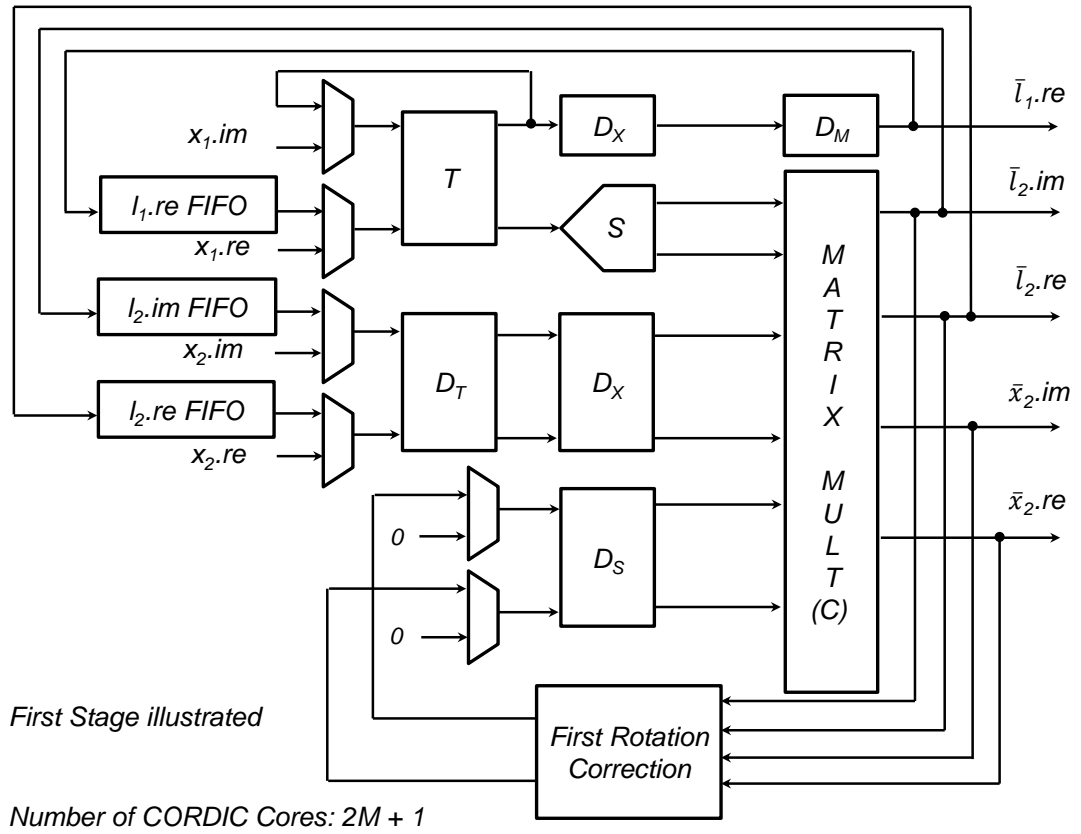 l̄₁.re
x₁.im
Dₓ
D_M
T
l̄₂.im
l₁.re FIFO
S
x₁.re
M
A
T
R
I
X
M
U
L
T
(C)
l₂.im FIFO
l̄₂.re
x₂.im
D_T
Dₓ
l₂.re FIFO
x̄₂.im
x₂.re
x̄₂.re
0
D_S
0
First Stage illustrated
First Rotation
Correction
Number of CORDIC Cores: 2M + 1